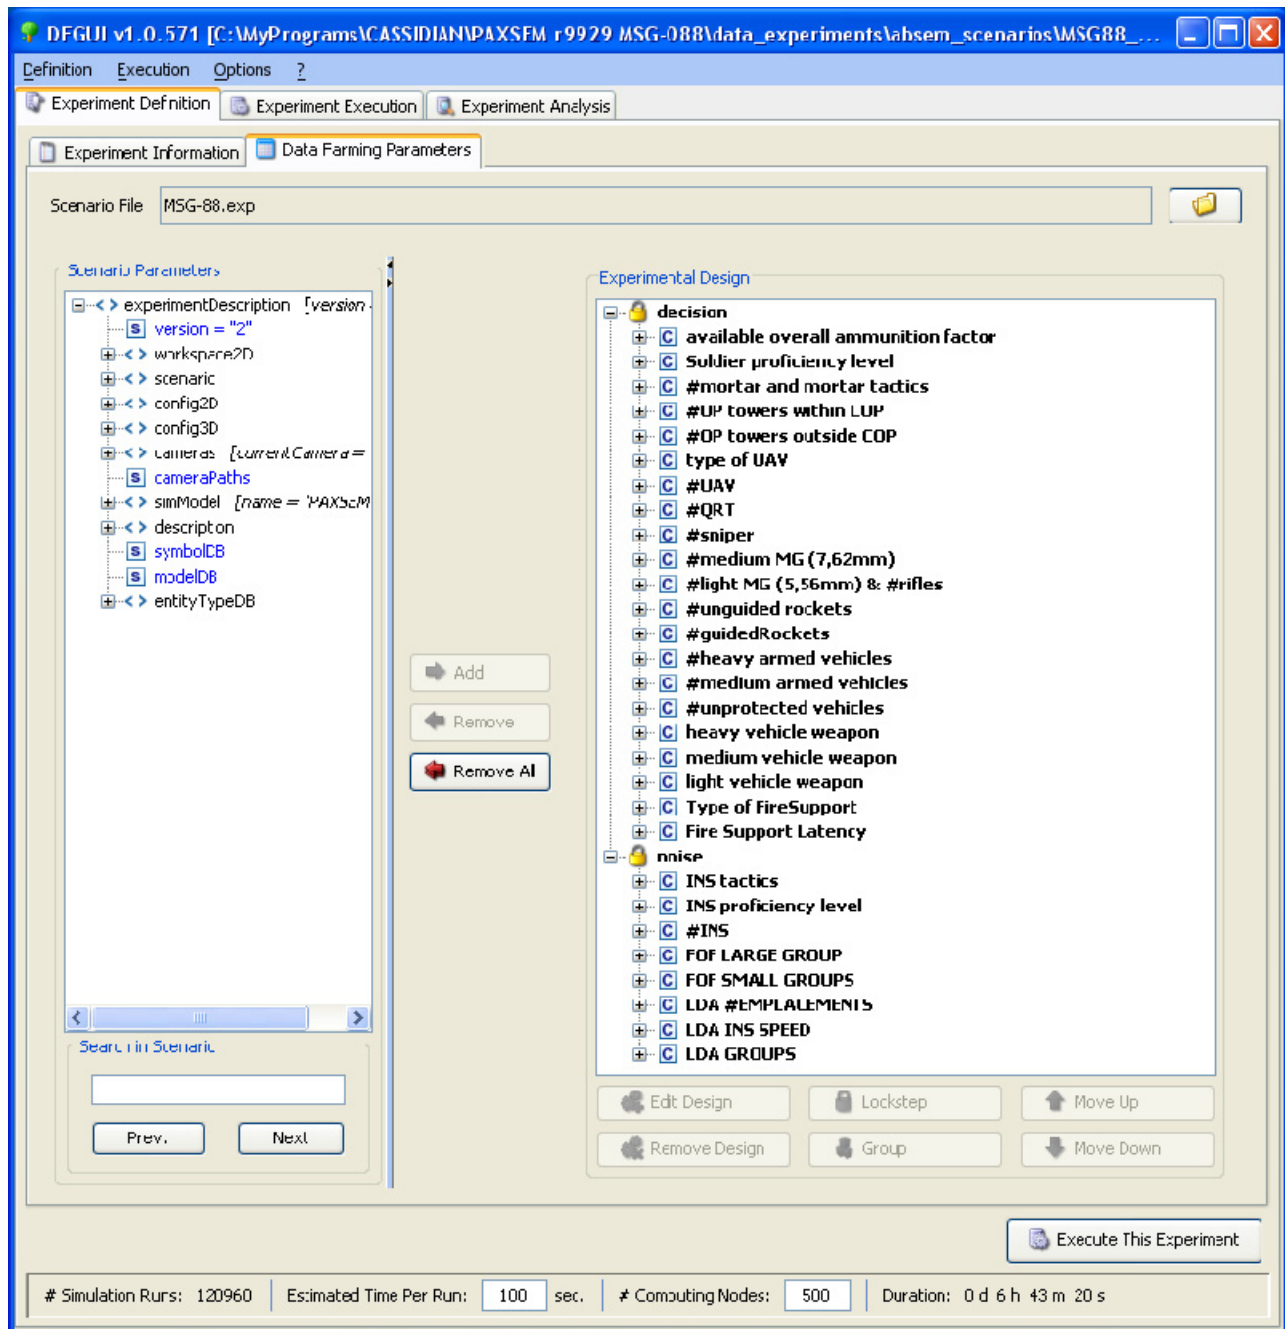 DFGUI v1.0.571 [C:\MyPrograms\CASSIDIAN\PAXSEM r9929 MSG-088\data_experiments\absem_scenarios\MSG88_...
Definition Execution Options ?
Experiment Definition Experiment Execution Experiment Analysis
Experiment Information Data Farming Parameters
Scenario File MSG-88.exp
Scenario Parameters
experimentDescription [version
version = "2"
workspace2D
scenario
config2D
config3D
cameras [currentCamera =
cameraPaths
simModel [name = 'PAXSEM
description
symbolDB
modelDB
entityTypeDB
Search in Scenario
Prev.
Next
Add
Remove
Remove All
Experimental Design
decision
available overall ammunition factor
Soldier proficiency level
#mortar and mortar tactics
#OP towers within COP
#OP towers outside COP
type of UAV
#UAV
#QRT
#sniper
#medium MG (7,62mm)
#light MG (5,56mm) & #rifles
#unguided rockets
#guidedRockets
#heavy armed vehicles
#medium armed vehicles
#unprotected vehicles
heavy vehicle weapon
medium vehicle weapon
light vehicle weapon
Type of FireSupport
Fire Support Latency
noise
INS tactics
INS proficiency level
#INS
FOF LARGE GROUP
FOF SMALL GROUPS
LDA #EMPLACEMENTS
LDA INS SPEED
LDA GROUPS
Edit Design Lockstep Move Up
Remove Design Group Move Down
Execute This Experiment
# Simulation Runs: 120960 Estimated Time Per Run: 100 sec. # Computing Nodes: 500 Duration: 0 d 6 h 43 m 20 s